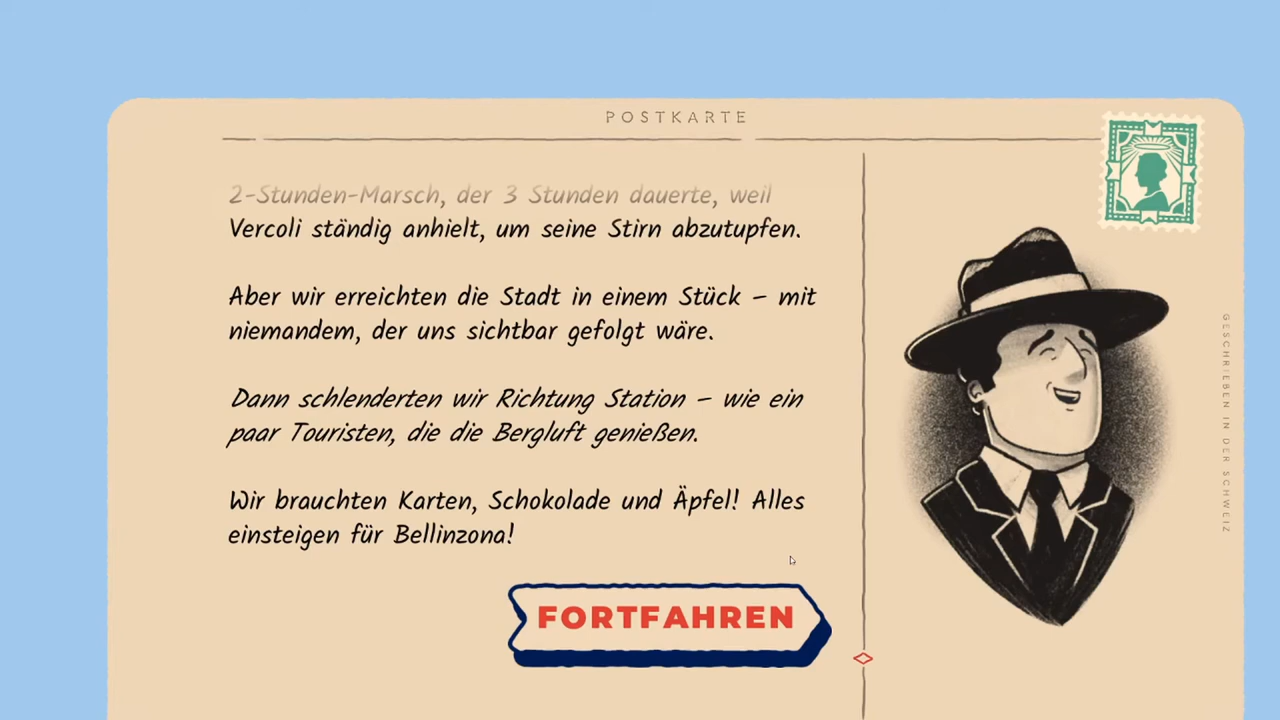 POSTKARTE
2-Stunden-Marsch, der 3 Stunden dauerte, weil
Vercoli ständig anhielt, um seine Stirn abzutupfen.
Aber wir erreichten die Stadt in einem Stück – mit
niemandem, der uns sichtbar gefolgt wäre.
Dann schlenderten wir Richtung Station – wie ein
paar Touristen, die die Bergluft genießen.
Wir brauchten Karten, Schokolade und Äpfel! Alles
einsteigen für Bellinzona!
FORTFAHREN
GESCHRIEBEN IN DER SCHWEIZ